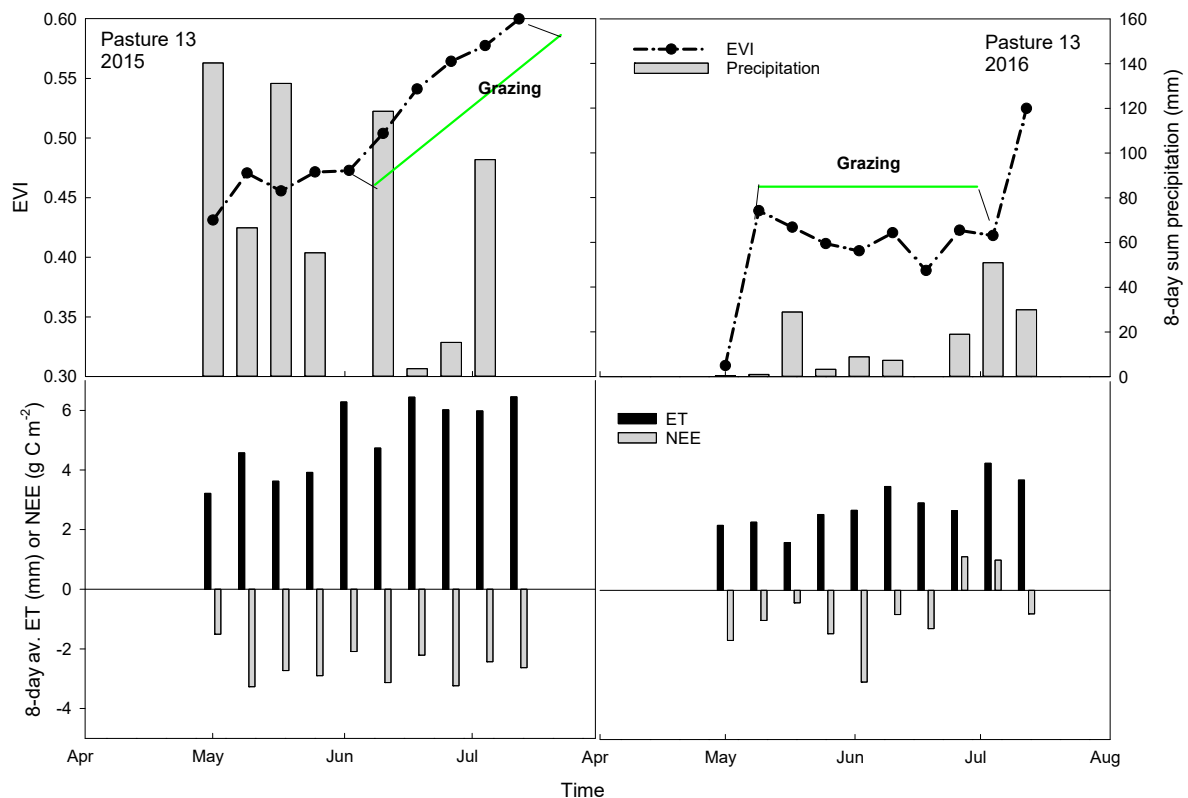 Pasture 13
2015
Grazing
EVI
0.60
0.55
0.50
0.45
0.40
0.35
0.30
EVI
Precipitation
Pasture 13
2016
Grazing
160
140
120
100
80
60
40
20
0
8-day sum precipitation (mm)
8-day av. ET (mm) or NEE (g C m-2)
6
4
2
0
-2
-4
ET
NEE
Apr May Jun Jul Apr May Jun Jul Aug
Time